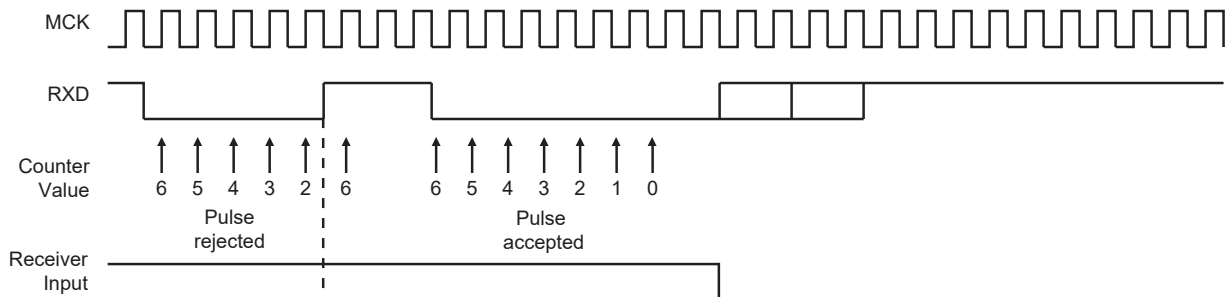 MCK
RXD
Counter
Value
6 5 4 3 2 6 6 5 4 3 2 1 0
Pulse
rejected
Pulse
accepted
Receiver
Input